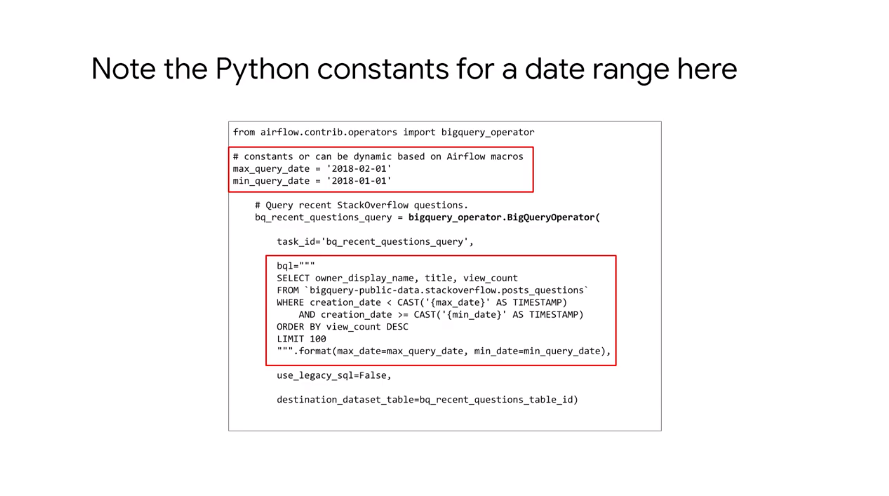 Note the Python constants for a date range here
from airflow.contrib.operators import bigquery_operator
# constants or can be dynamic based on Airflow macros
max_query_date = '2018-02-01'
min_query_date = '2018-01-01'
# Query recent StackOverflow questions.
bq_recent_questions_query = bigquery_operator.BigQueryOperator(
task_id='bq_recent_questions_query',
bql="""
SELECT owner_display_name, title, view_count
FROM `bigquery-public-data.stackoverflow.posts_questions`
WHERE creation_date < CAST('{max_date}' AS TIMESTAMP)
AND creation_date >= CAST('{min_date}' AS TIMESTAMP)
ORDER BY view_count DESC
LIMIT 100
""".format(max_date=max_query_date, min_date=min_query_date),
use_legacy_sql=False,
destination_dataset_table=bq_recent_questions_table_id)